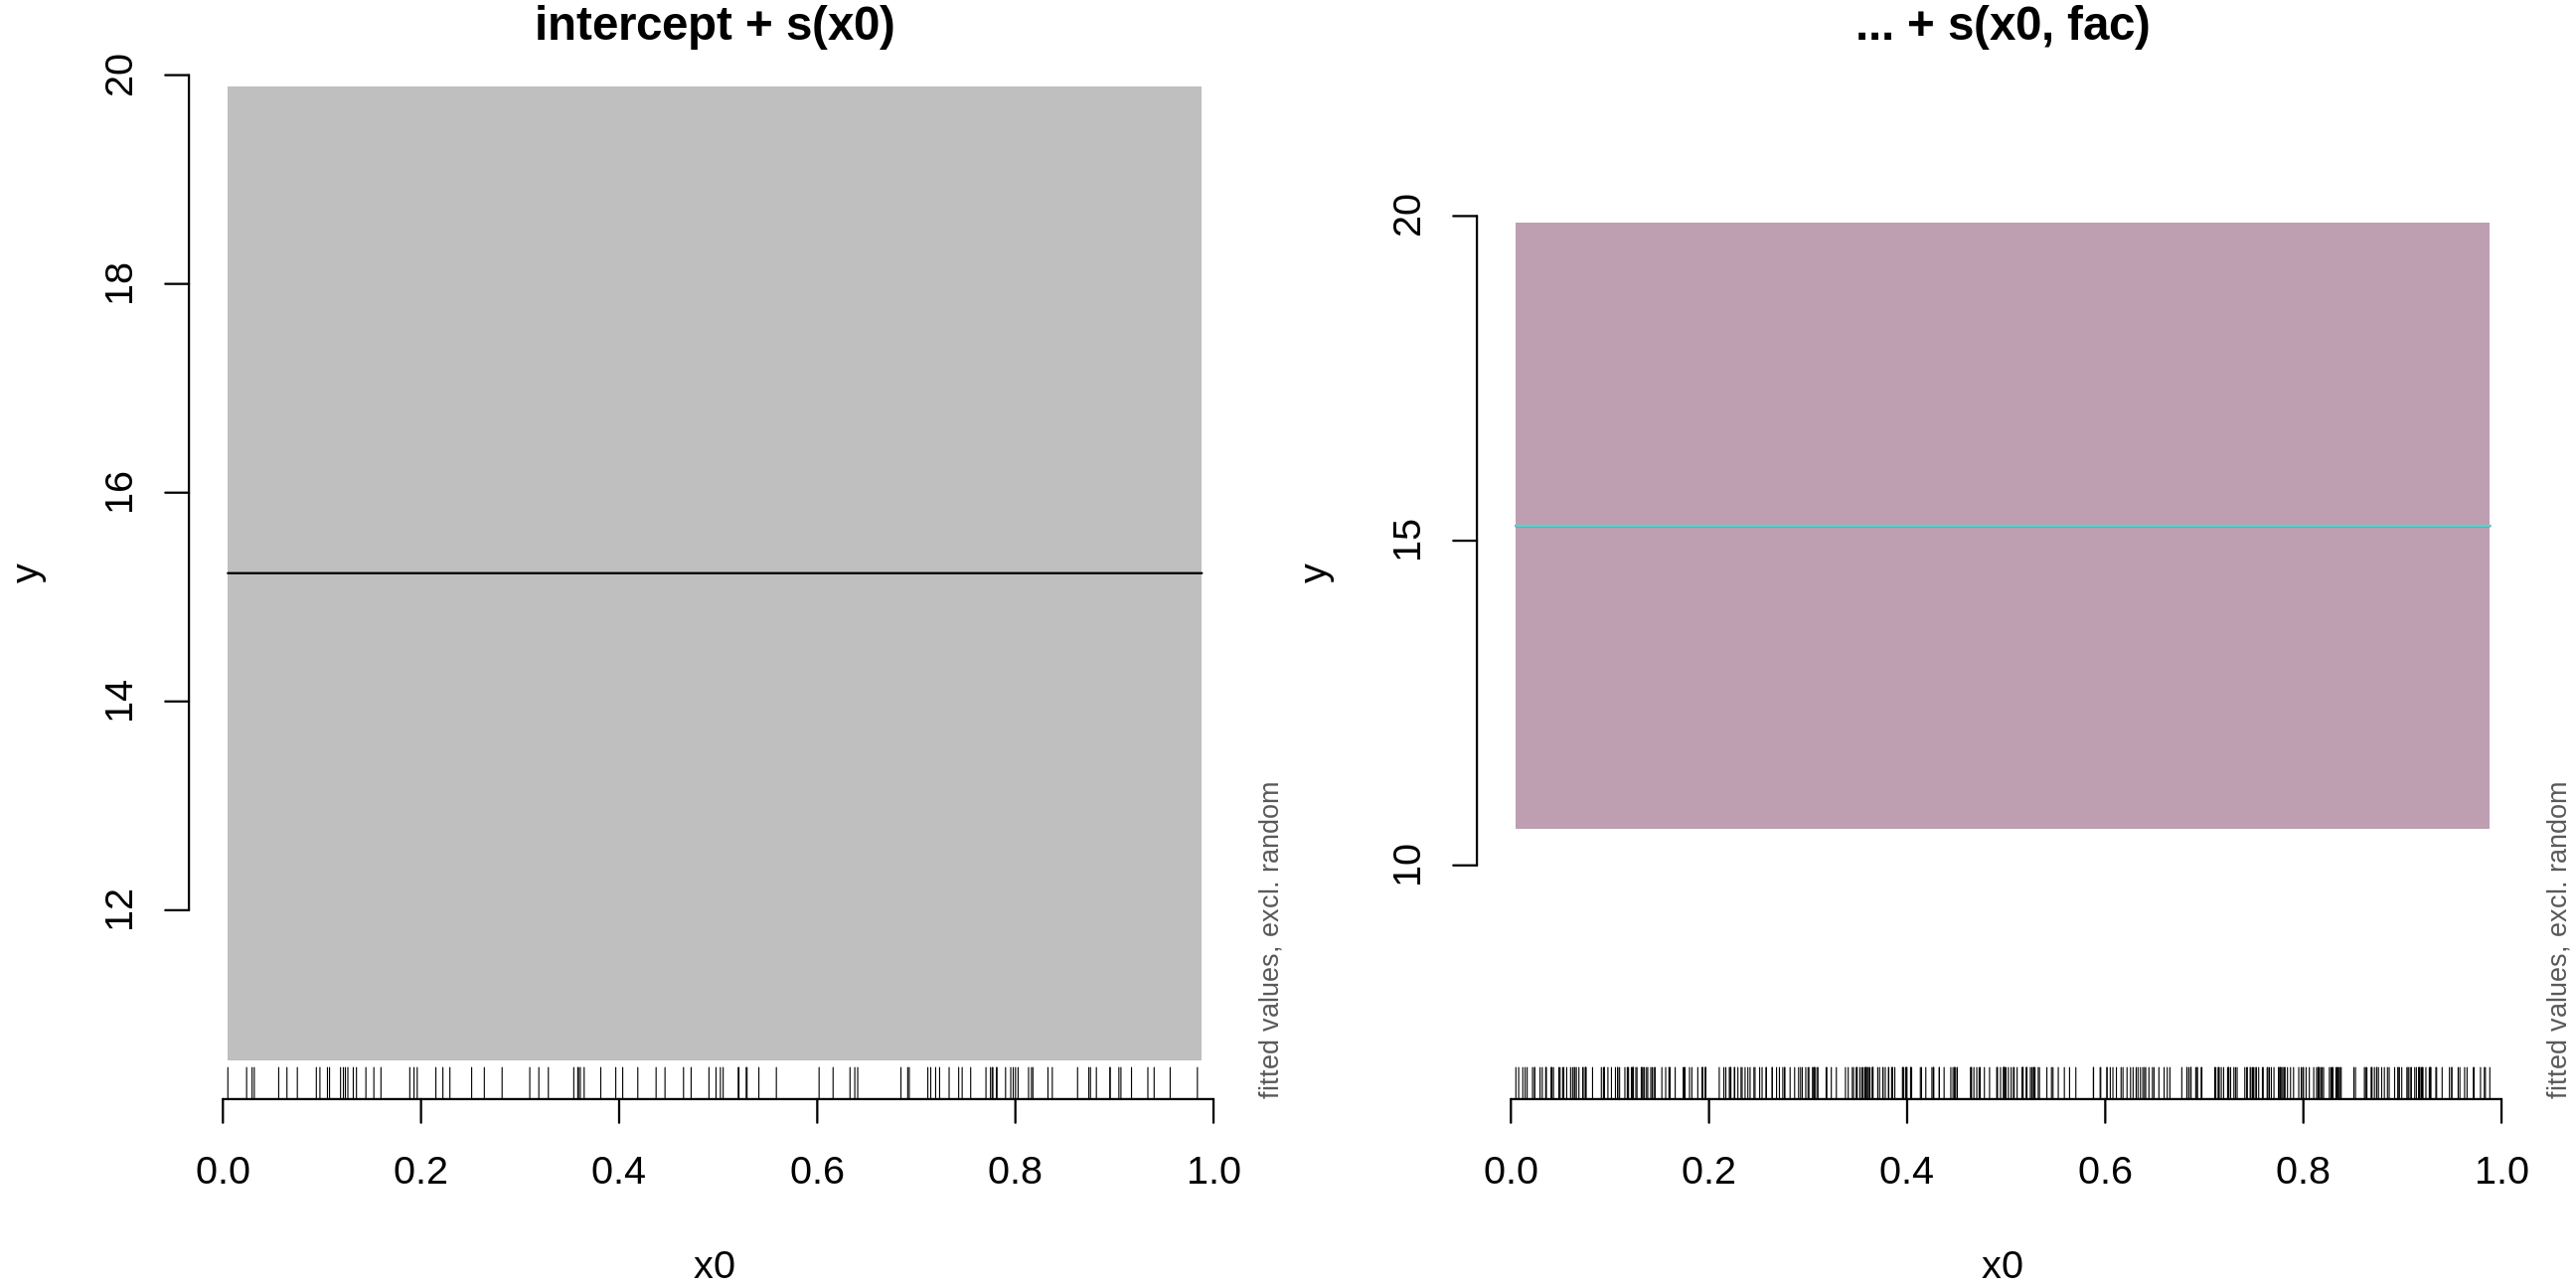 intercept + s(x0)
20
18
16
14
12
y
0.0 0.2 0.4 0.6 0.8 1.0
x0
fitted values, excl. random
... + s(x0, fac)
20
15
10
y
0.0 0.2 0.4 0.6 0.8 1.0
x0
fitted values, excl. random